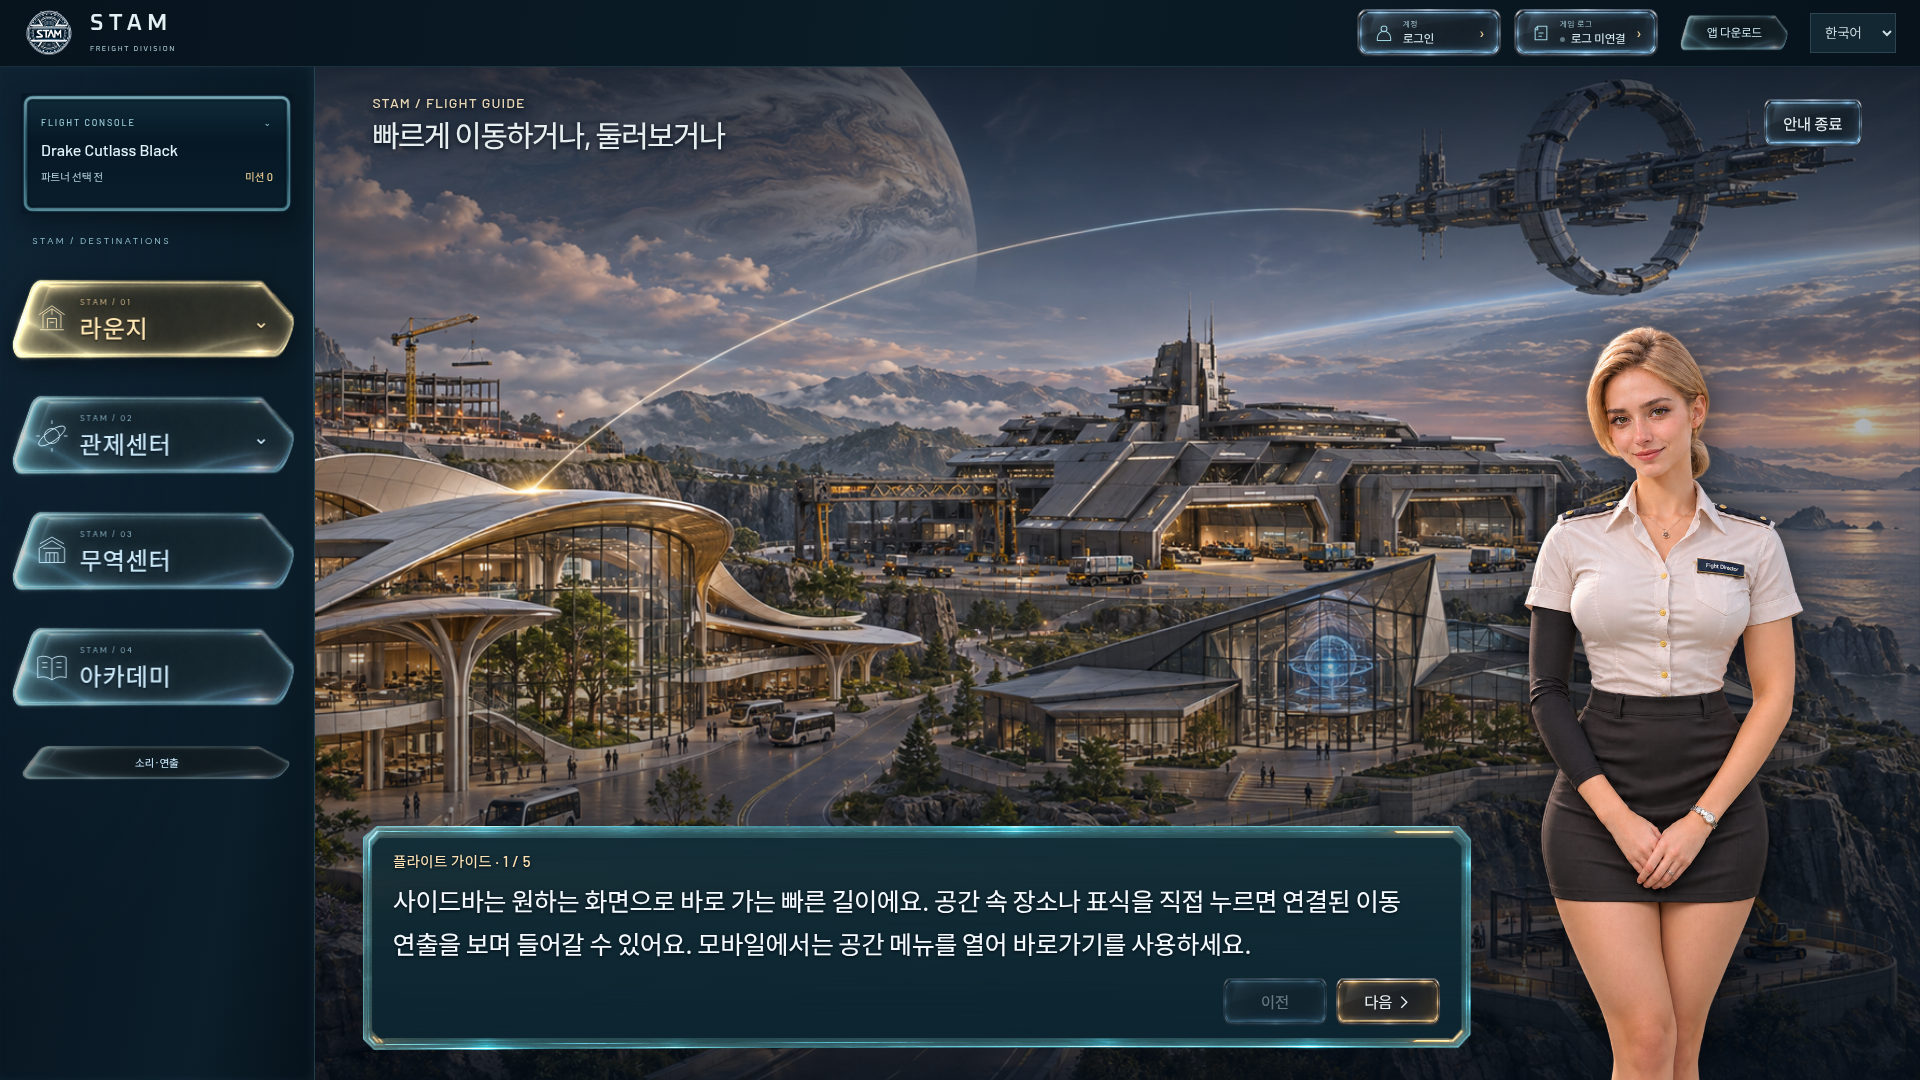 STAM
STAM
FREIGHT DIVISION
계정
로그인
게임 로그
로그 미연결
앱 다운로드
한국어
FLIGHT CONSOLE
Drake Cutlass Black
파트너 선택 전
미션 0
STAM / DESTINATIONS
STAM / 01
라운지
STAM / 02
관제센터
STAM / 03
무역센터
STAM / 04
아카데미
소리·연출
STAM / FLIGHT GUIDE
빠르게 이동하거나, 둘러보거나
안내 종료
Fight Director
플라이트 가이드 · 1 / 5
사이드바는 원하는 화면으로 바로 가는 빠른 길이에요. 공간 속 장소나 표식을 직접 누르면 연결된 이동
연출을 보며 들어갈 수 있어요. 모바일에서는 공간 메뉴를 열어 바로가기를 사용하세요.
이전
다음